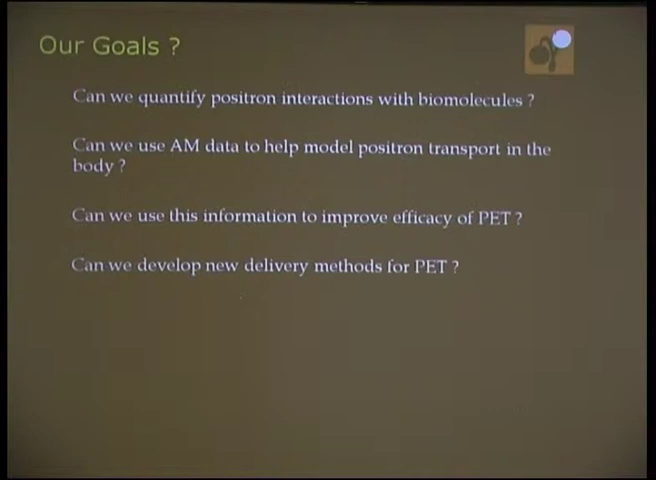 Our Goals ?
Can we quantify positron interactions with biomolecules ?
Can we use AM data to help model positron transport in the
body ?
Can we use this information to improve efficacy of PET ?
Can we develop new delivery methods for PET ?